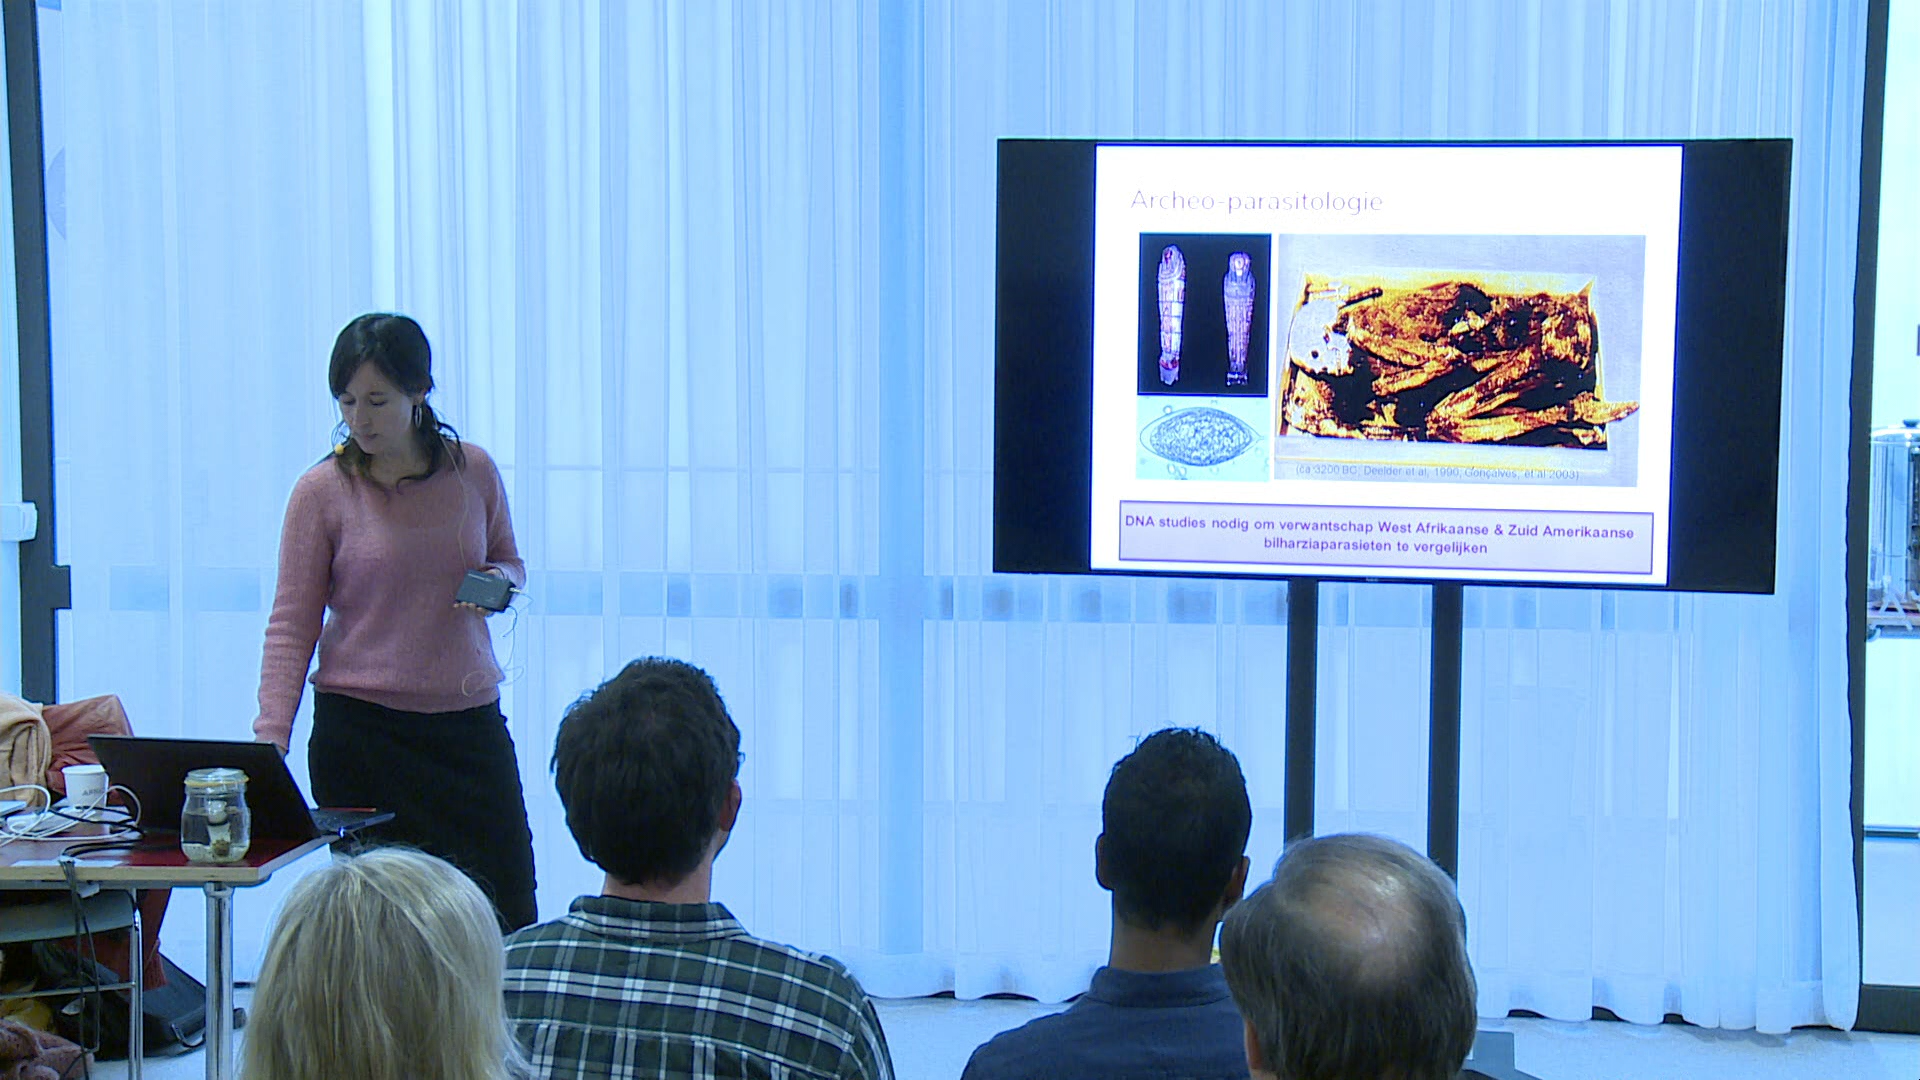 Archeo-parasitologie
(ca 3200 BC, Deelder et al, 1990, Gonçalves, et al 2003)
DNA studies nodig om verwantschap West Afrikaanse & Zuid Amerikaanse
bilharziaparasieten te vergelijken